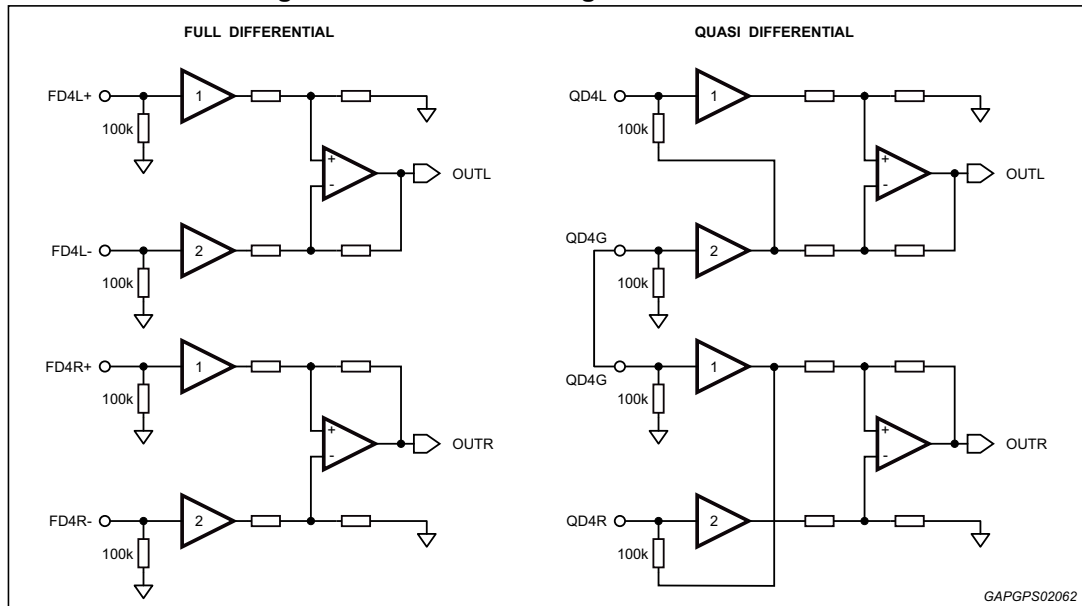 FULL DIFFERENTIAL
FD4L+
1
100k
+
-
OUTL
FD4L-
2
100k
FD4R+
1
100k
+
-
OUTR
FD4R-
2
100k
QUASI DIFFERENTIAL
QD4L
1
100k
+
-
OUTL
QD4G
2
100k
QD4G
1
100k
+
-
OUTR
QD4R
2
100k
GAPGPS02062